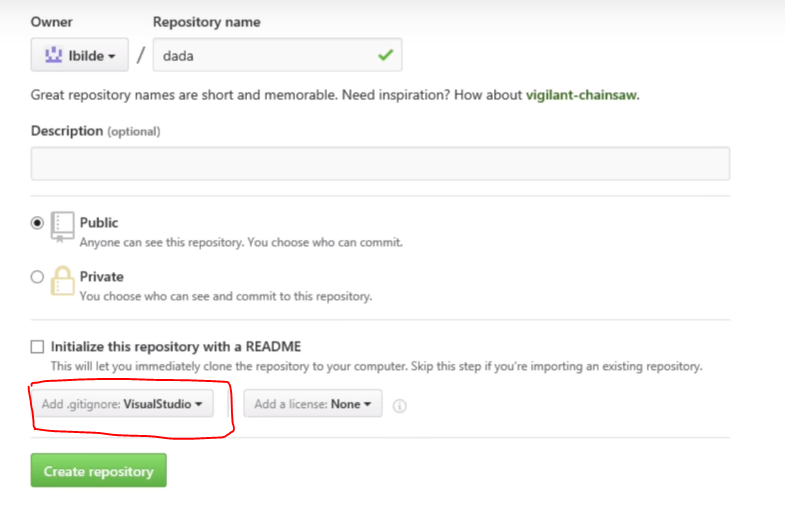 Owner Repository name
lbilde / dada
Great repository names are short and memorable. Need inspiration? How about vigilant-chainsaw.
Description (optional)
Public
Anyone can see this repository. You choose who can commit.
Private
You choose who can see and commit to this repository.
Initialize this repository with a README
This will let you immediately clone the repository to your computer. Skip this step if you're importing an existing repository.
Add .gitignore: VisualStudio Add a license: None
Create repository